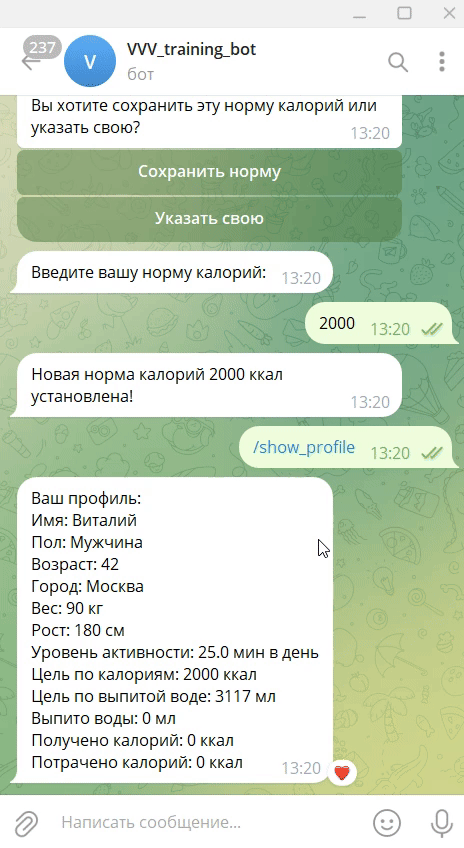 237
V
VVV_training_bot
бот
Вы хотите сохранить эту норму калорий или
указать свою?
13:20
Сохранить норму
Указать свою
Введите вашу норму калорий:
13:20
2000
13:20
Новая норма калорий 2000 ккал
установлена!
13:20
/show_profile
13:20
Ваш профиль:
Имя: Виталий
Пол: Мужчина
Возраст: 42
Город: Москва
Вес: 90 кг
Рост: 180 см
Уровень активности: 25.0 мин в день
Цель по калориям: 2000 ккал
Цель по выпитой воде: 3117 мл
Выпито воды: 0 мл
Получено калорий: 0 ккал
Потрачено калорий: 0 ккал
13:20
Написать сообщение...